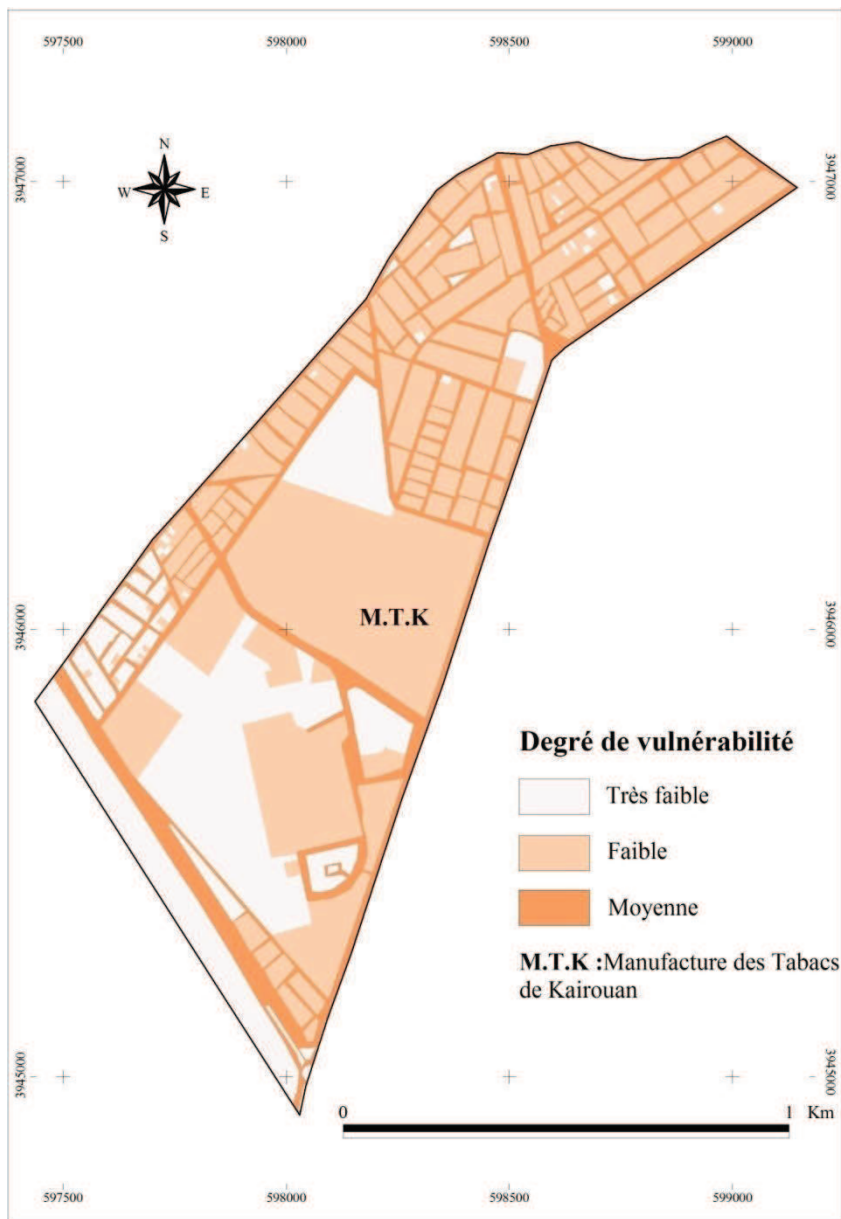 597500 598000 598500 599000
3947000 3947000
N
W E
S
M.T.K
3946000 3946000
Degré de vulnérabilité
Très faible
Faible
Moyenne
M.T.K :Manufacture des Tabacs
de Kairouan
3945000 3945000
0 1 Km
597500 598000 598500 599000